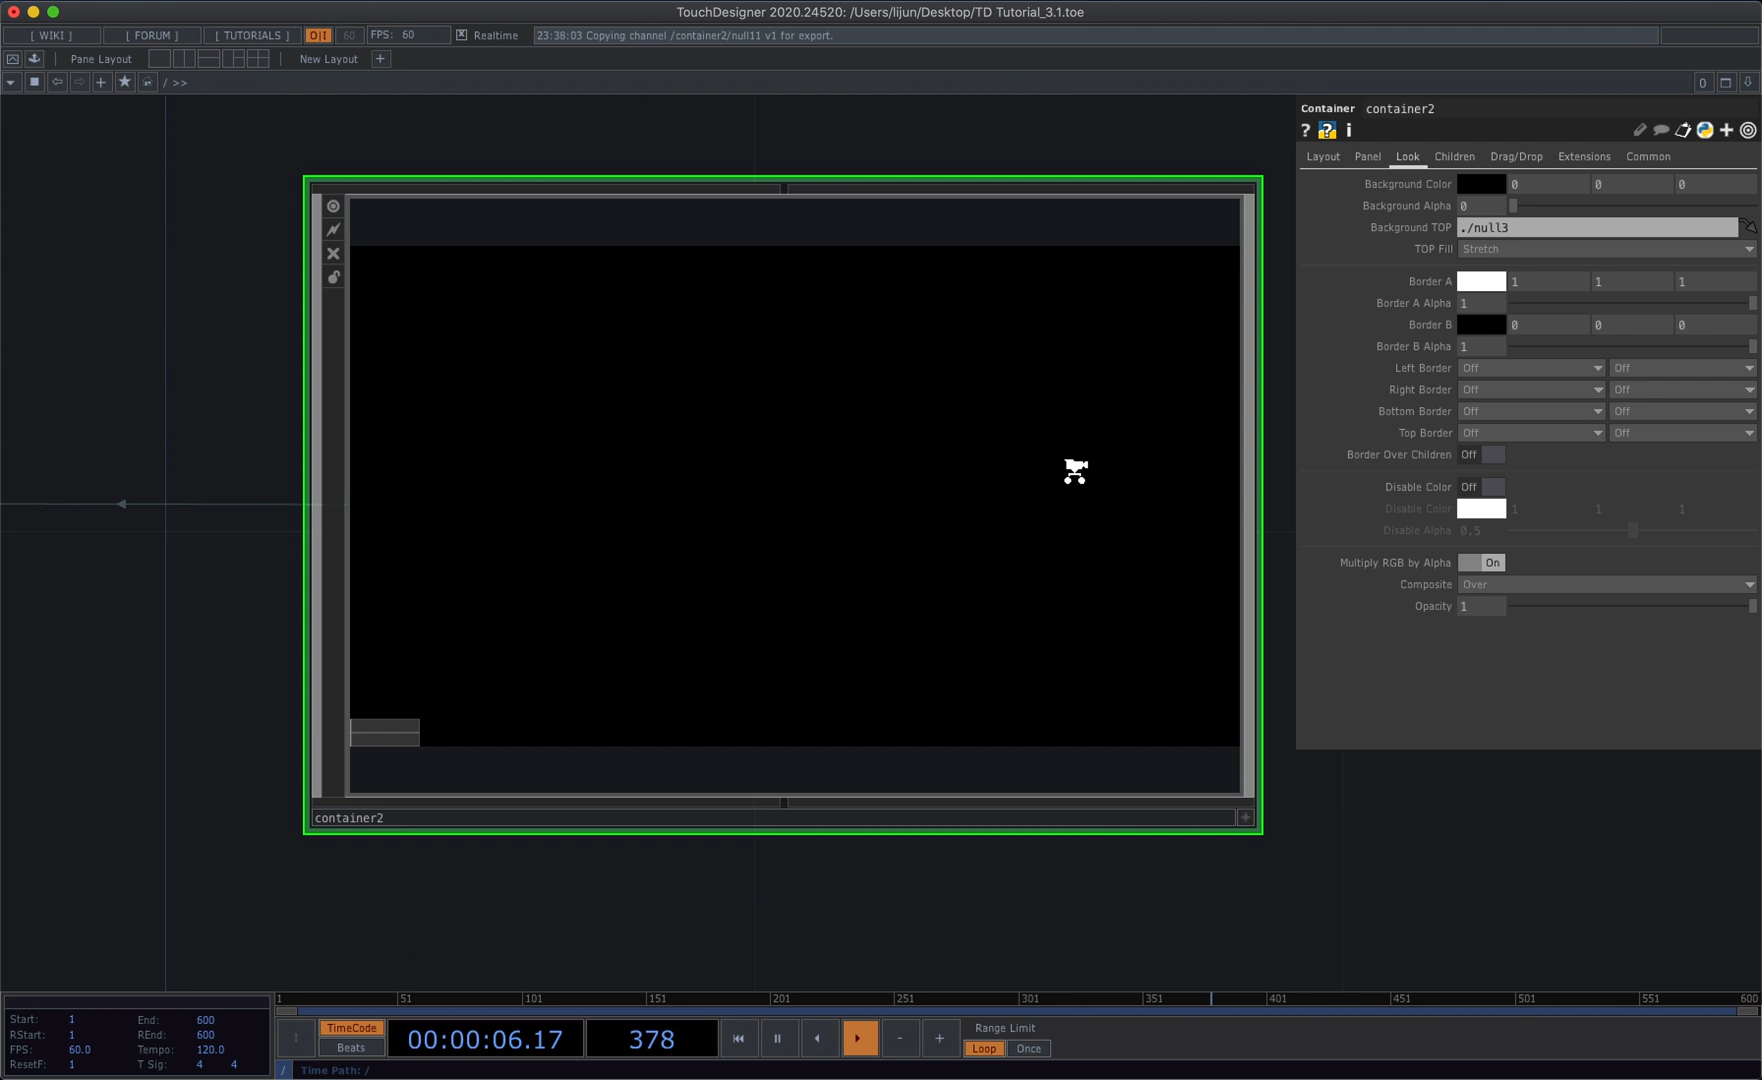 TouchDesigner 2020.24520: /Users/lijun/Desktop/TD Tutorial_3.1.toe
[ WIKI ] [ FORUM ] [ TUTORIALS ] O|I 60 FPS: 60 Realtime 23:38:03 Copying channel /container2/null11 v1 for export.
Pane Layout New Layout +
/ >> 0
Container container2
? ? i
Layout Panel Look Children Drag/Drop Extensions Common
Background Color 0 0 0
Background Alpha 0
Background TOP ./null3
TOP Fill Stretch
Border A 1 1 1
Border A Alpha 1
Border B 0 0 0
Border B Alpha 1
Left Border Off Off
Right Border Off Off
Bottom Border Off Off
Top Border Off Off
Border Over Children Off
Disable Color Off
Disable Color 1 1 1
Disable Alpha 0.5
Multiply RGB by Alpha On
Composite Over
Opacity 1
container2
1 51 101 151 201 251 301 351 401 451 501 551 600
Start: 1 End: 600
RStart: 1 REnd: 600
FPS: 60.0 Tempo: 120.0
ResetF: 1 T Sig: 4 4
TimeCode
Beats
00:00:06.17 378
- +
Range Limit
Loop Once
/ Time Path: /